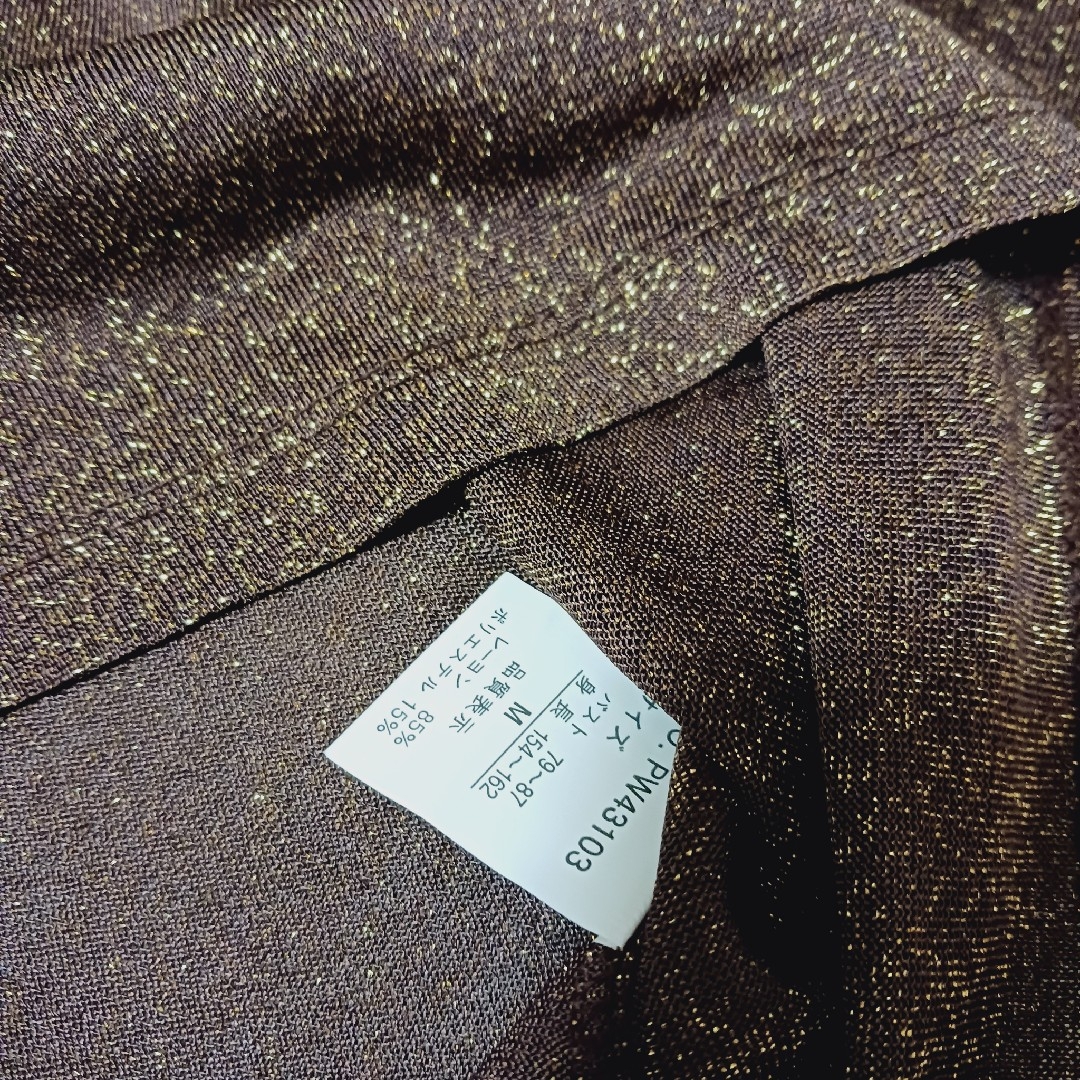 O. PW43103
イズ
バスト 79〜87
身長 154〜162
M
品質表示
レーヨン 85%
ポリエステル 15%